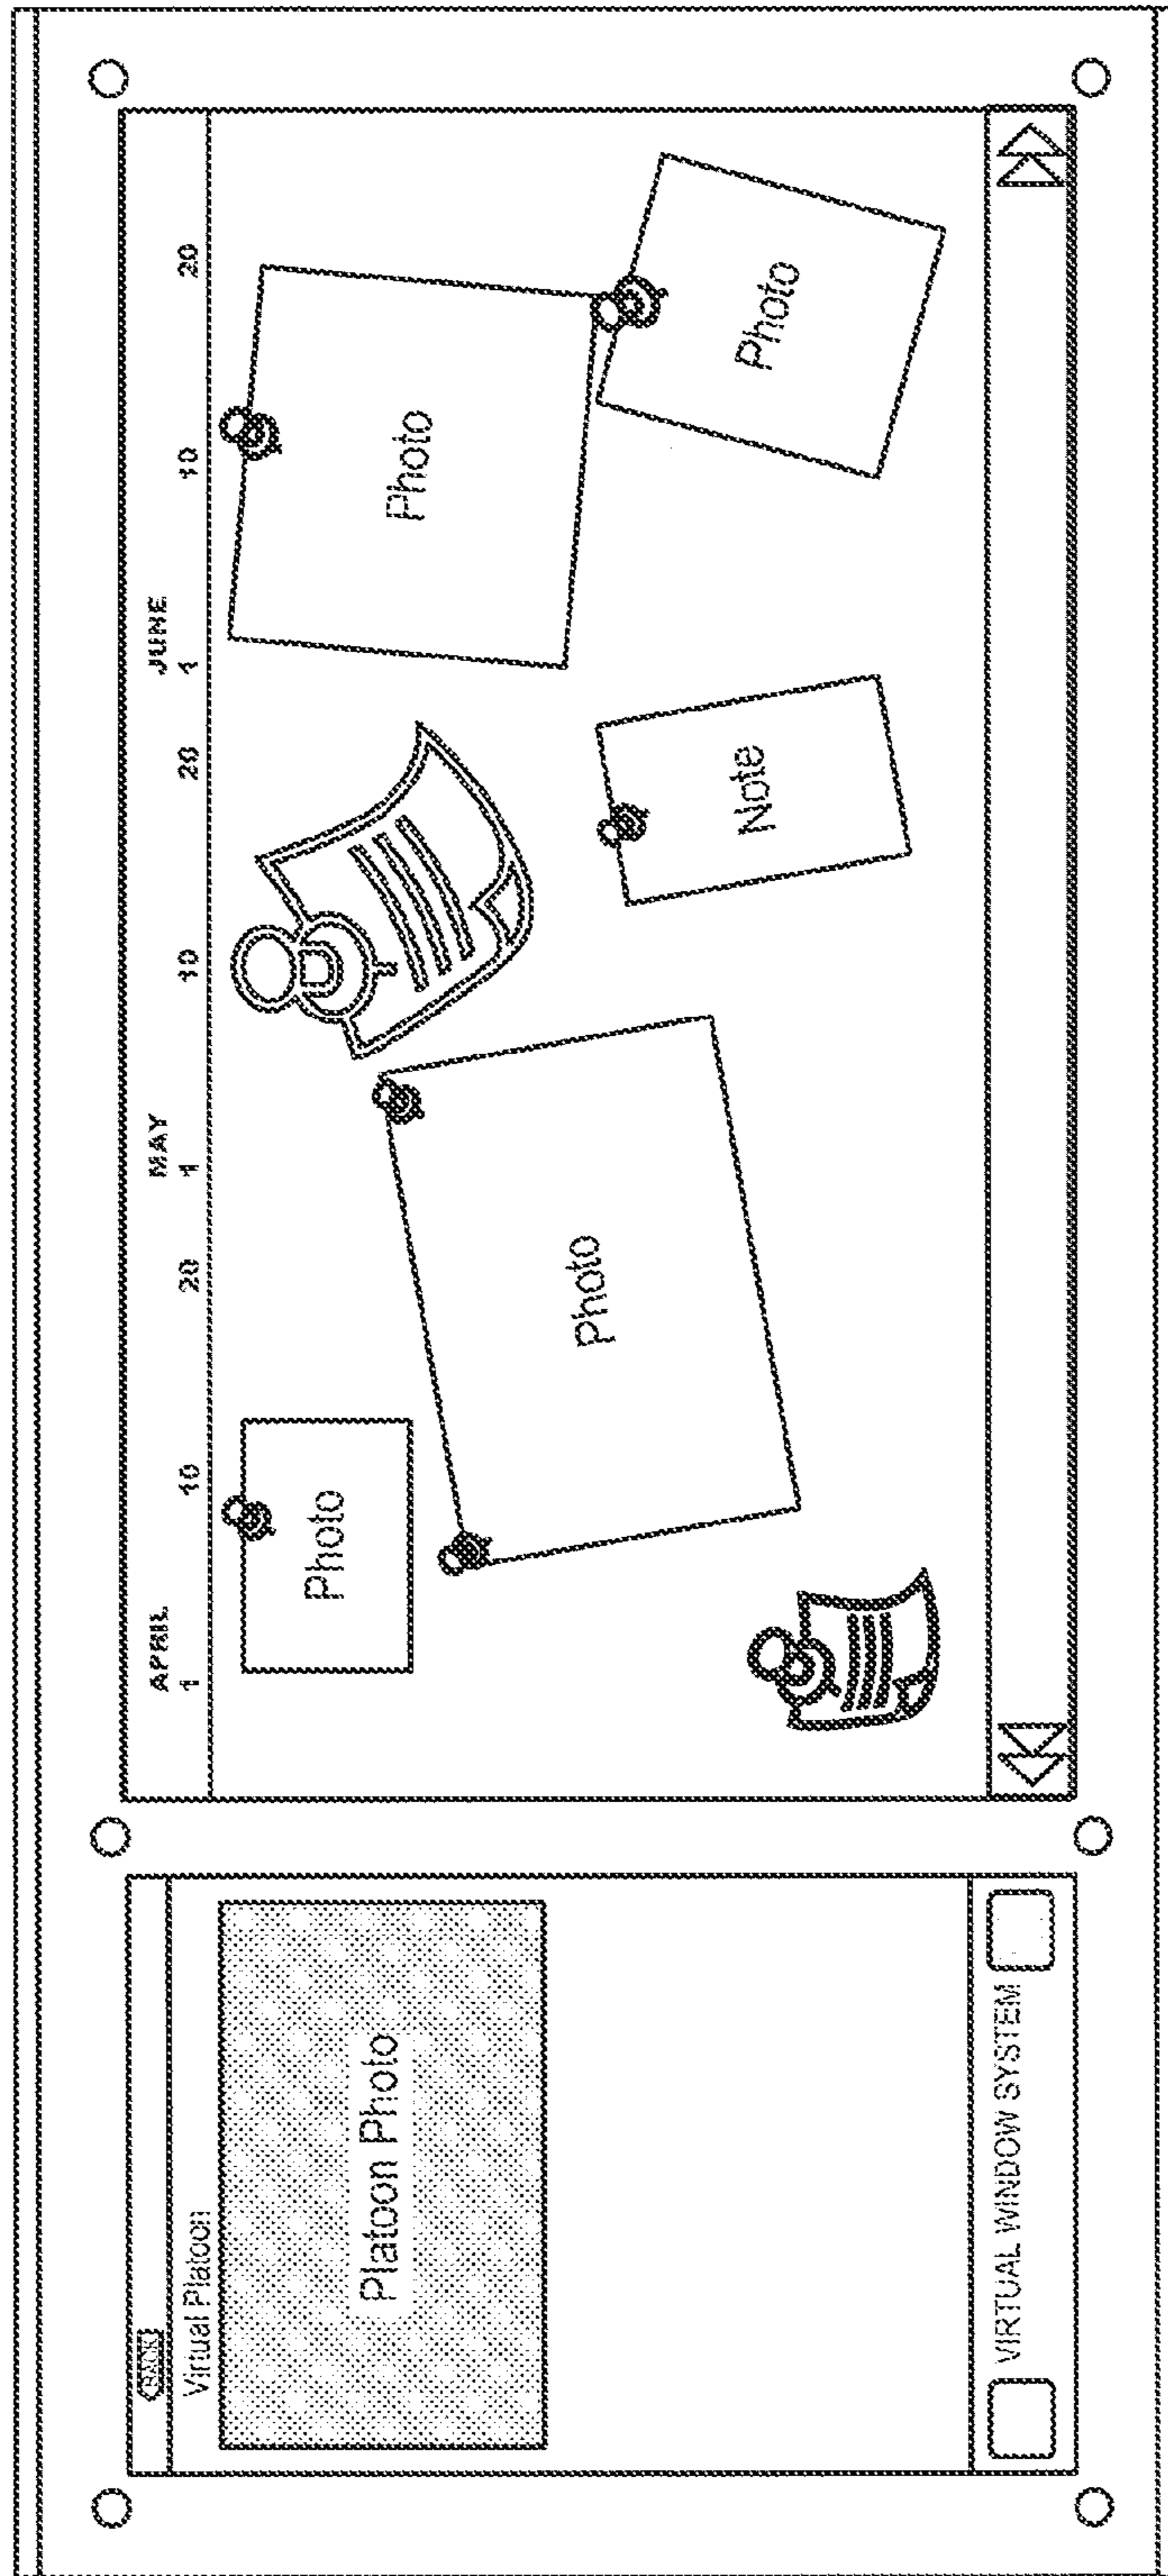 BACK
Virtual Platoon
Platoon Photo
VIRTUAL WINDOW SYSTEM
APRIL MAY JUNE
1 10 20 1 10 20 1 10 20
Photo
Photo
Photo
Note
Photo